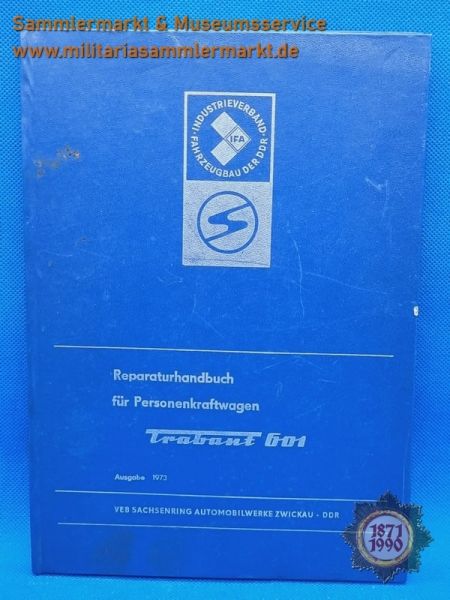 Sammlermarkt & Museumsservice
www.militariasammlermarkt.de
INDUSTRIEVERBAND
FAHRZEUGBAU DER DDR
IFA
Reparaturhandbuch
für Personenkraftwagen
Trabant 601
Ausgabe 1973
VEB SACHSENRING AUTOMOBILWERKE ZWICKAU · DDR
1871
1990